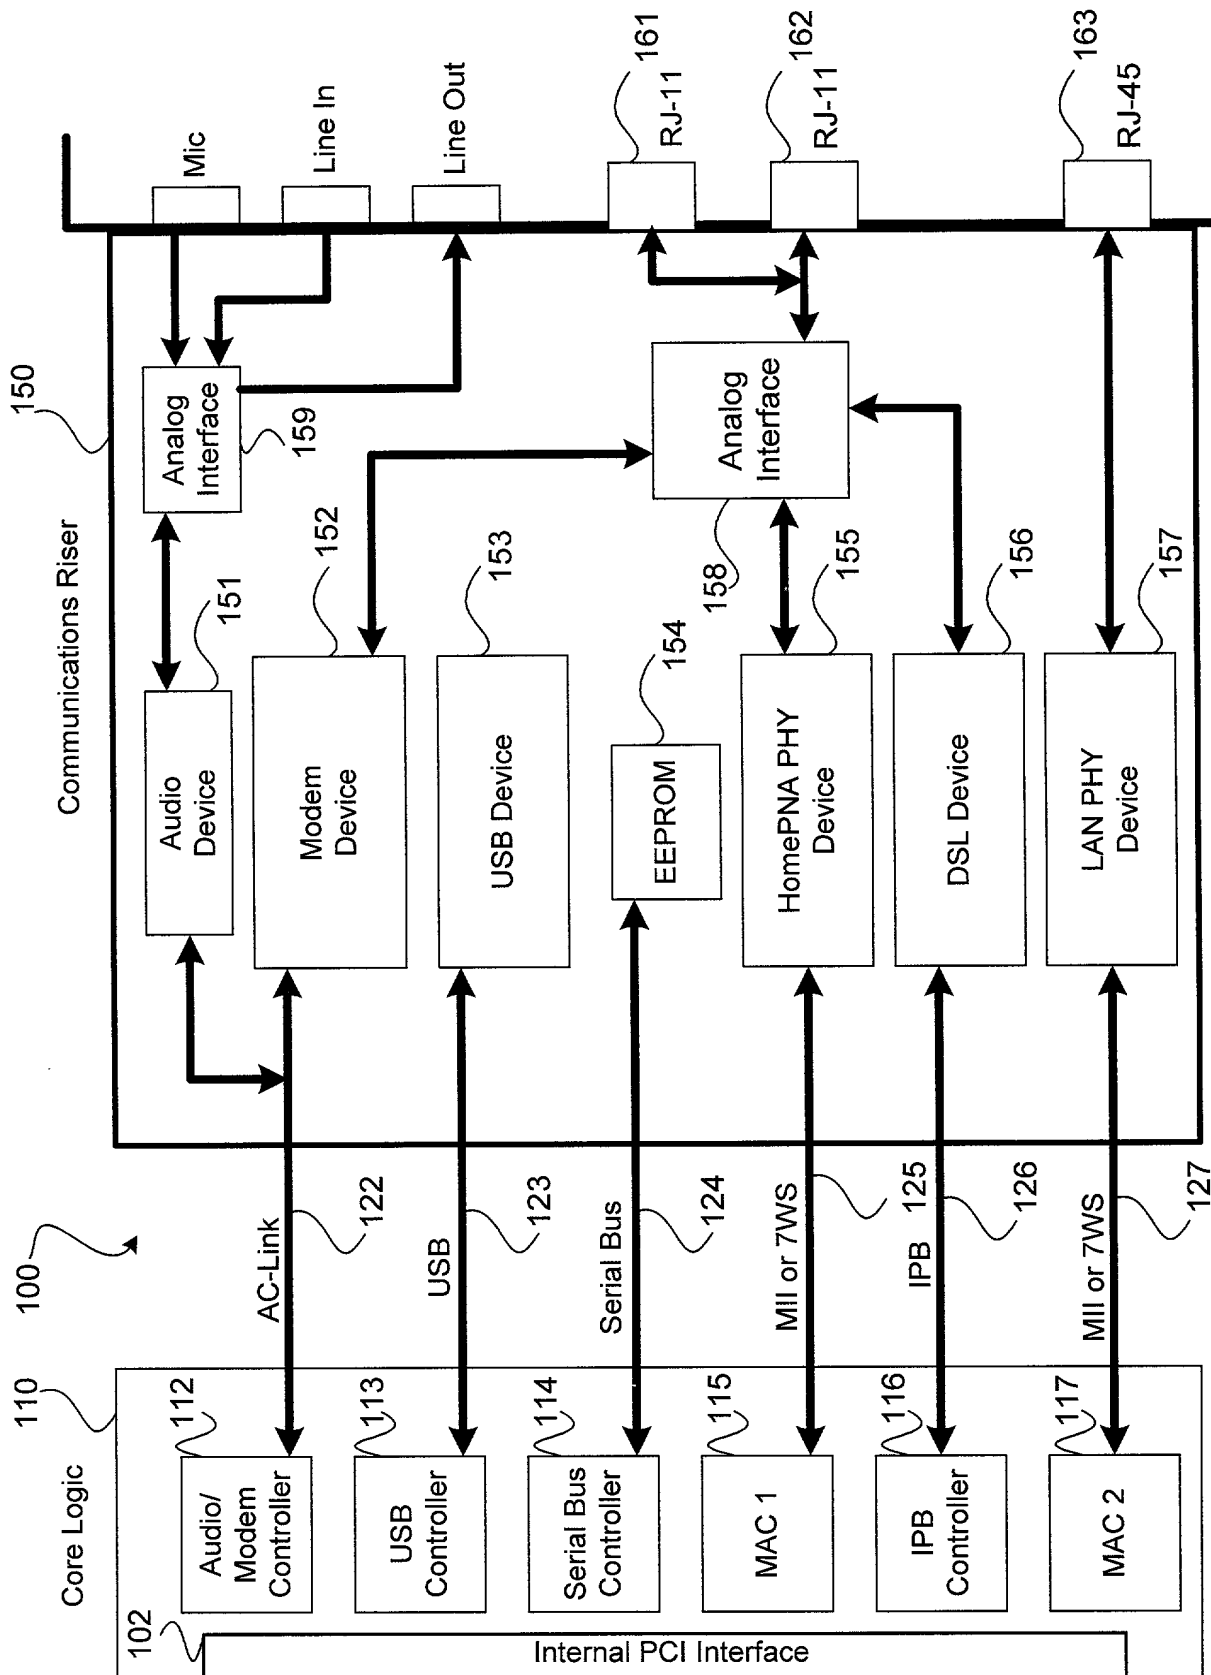 100
Core Logic
110
102
Internal PCI Interface
Audio/
Modem
Controller
112
USB
Controller
113
Serial Bus
Controller
114
MAC 1
115
IPB
Controller
116
MAC 2
117
AC-Link
122
USB
123
Serial Bus
124
MII or 7WS
125
IPB
126
MII or 7WS
127
Communications Riser
150
Audio
Device
151
Modem
Device
152
USB Device
153
EEPROM
154
HomePNA PHY
Device
155
DSL Device
156
LAN PHY
Device
157
Analog
Interface
159
Analog
Interface
158
Mic
Line In
Line Out
161
RJ-11
162
RJ-11
163
RJ-45